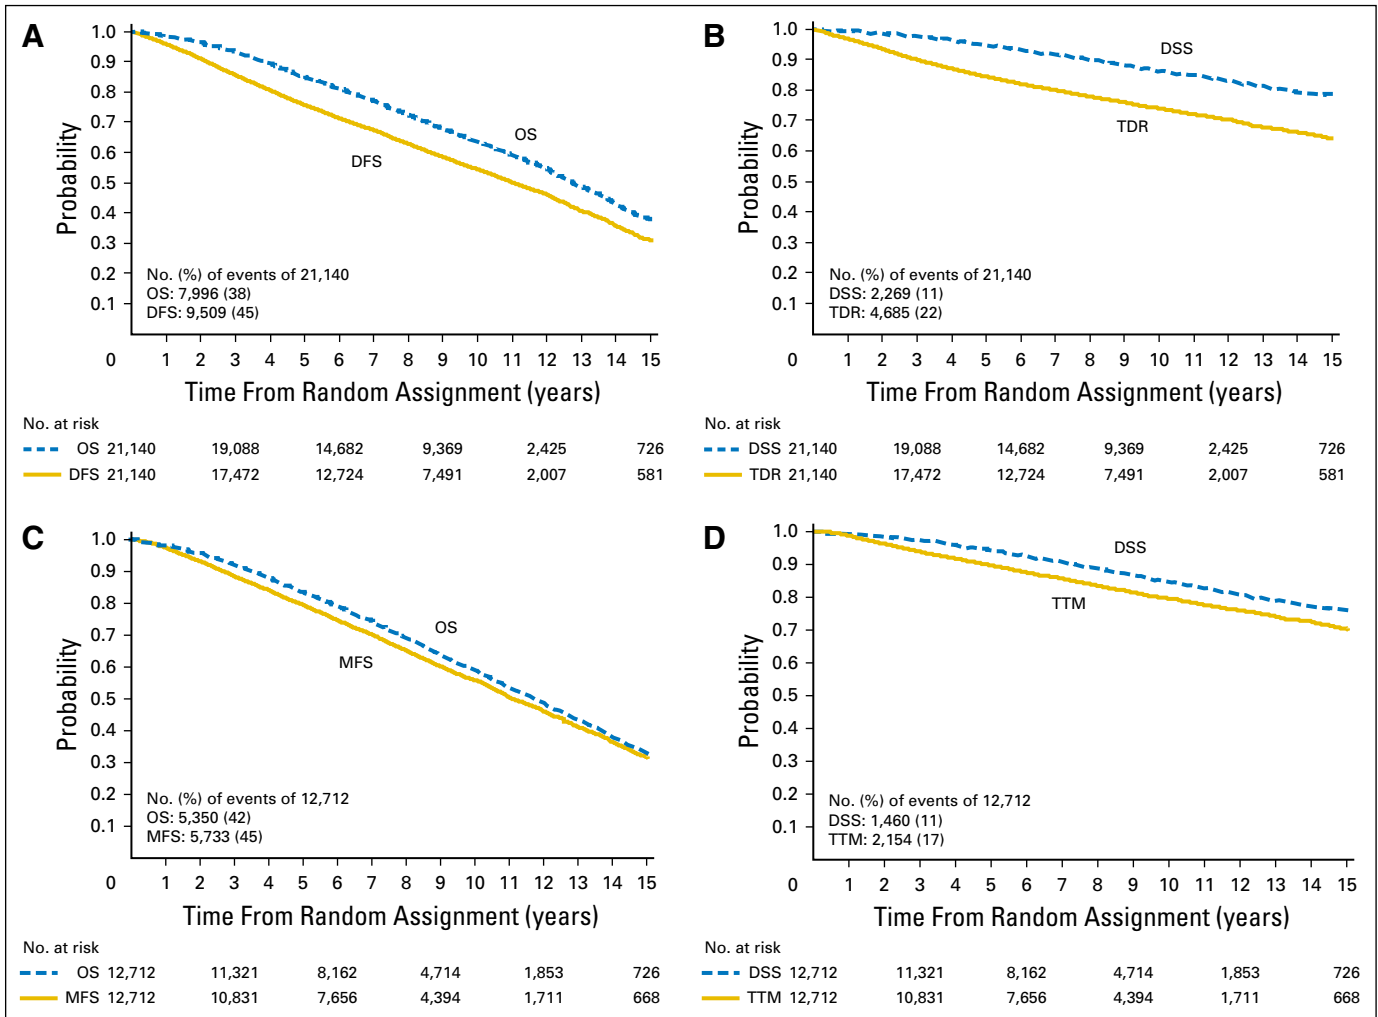 A
1.0
0.9
0.8
0.7
0.6
0.5
0.4
0.3
0.2
0.1
Probability
OS
DFS
No. (%) of events of 21,140
OS: 7,996 (38)
DFS: 9,509 (45)
0 1 2 3 4 5 6 7 8 9 10 11 12 13 14 15
Time From Random Assignment (years)
No. at risk
OS 21,140 19,088 14,682 9,369 2,425 726
DFS 21,140 17,472 12,724 7,491 2,007 581
B
1.0
0.9
0.8
0.7
0.6
0.5
0.4
0.3
0.2
0.1
Probability
DSS
TDR
No. (%) of events of 21,140
DSS: 2,269 (11)
TDR: 4,685 (22)
0 1 2 3 4 5 6 7 8 9 10 11 12 13 14 15
Time From Random Assignment (years)
No. at risk
DSS 21,140 19,088 14,682 9,369 2,425 726
TDR 21,140 17,472 12,724 7,491 2,007 581
C
1.0
0.9
0.8
0.7
0.6
0.5
0.4
0.3
0.2
0.1
Probability
OS
MFS
No. (%) of events of 12,712
OS: 5,350 (42)
MFS: 5,733 (45)
0 1 2 3 4 5 6 7 8 9 10 11 12 13 14 15
Time From Random Assignment (years)
No. at risk
OS 12,712 11,321 8,162 4,714 1,853 726
MFS 12,712 10,831 7,656 4,394 1,711 668
D
1.0
0.9
0.8
0.7
0.6
0.5
0.4
0.3
0.2
0.1
Probability
DSS
TTM
No. (%) of events of 12,712
DSS: 1,460 (11)
TTM: 2,154 (17)
0 1 2 3 4 5 6 7 8 9 10 11 12 13 14 15
Time From Random Assignment (years)
No. at risk
DSS 12,712 11,321 8,162 4,714 1,853 726
TTM 12,712 10,831 7,656 4,394 1,711 668